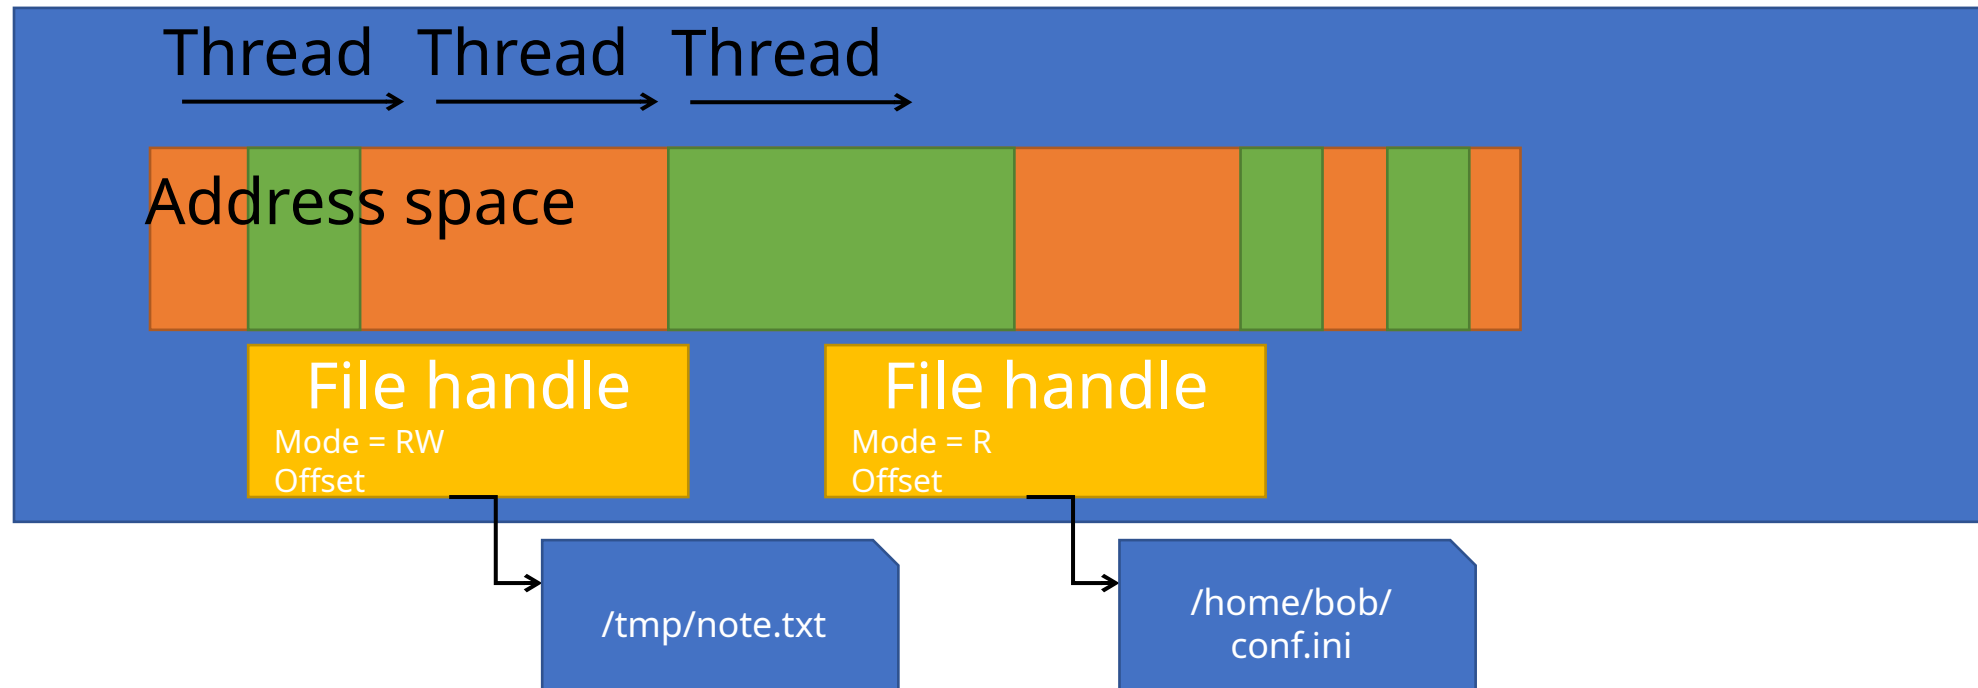 Thread Thread Thread
Address space
File handle
Mode = RW
Offset
File handle
Mode = R
Offset
/tmp/note.txt
/home/bob/
conf.ini